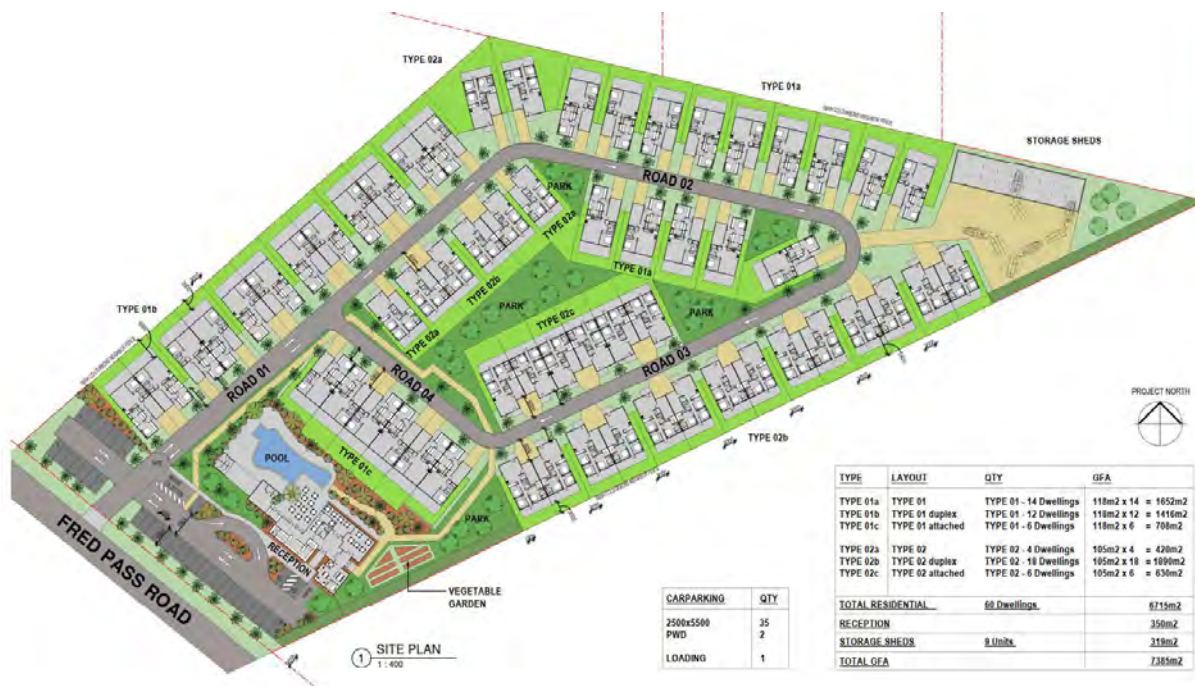 TYPE 02a
TYPE 01a
STORAGE SHEDS
ROAD 02
PARK
TYPE 02a
TYPE 01a
TYPE 02b
TYPE 01b
PARK
TYPE 02c
PARK
TYPE 02a
ROAD 03
ROAD 01
ROAD 04
TYPE 02b
TYPE 01c
POOL
PARK
RECEPTION
FRED PASS ROAD
VEGETABLE
GARDEN
1 SITE PLAN
1 : 400
PROJECT NORTH
CARPARKING QTY
2500x5500 35
PWD 2
LOADING 1
TYPE LAYOUT QTY GFA
TYPE 01a TYPE 01 TYPE 01 - 14 Dwellings 118m2 x 14 = 1652m2
TYPE 01b TYPE 01 duplex TYPE 01 - 12 Dwellings 118m2 x 12 = 1416m2
TYPE 01c TYPE 01 attached TYPE 01 - 6 Dwellings 118m2 x 6 = 708m2
TYPE 02a TYPE 02 TYPE 02 - 4 Dwellings 105m2 x 4 = 420m2
TYPE 02b TYPE 02 duplex TYPE 02 - 18 Dwellings 105m2 x 18 = 1890m2
TYPE 02c TYPE 02 attached TYPE 02 - 6 Dwellings 105m2 x 6 = 630m2
TOTAL RESIDENTIAL 60 Dwellings 6715m2
RECEPTION 350m2
STORAGE SHEDS 9 Units 319m2
TOTAL GFA 7385m2